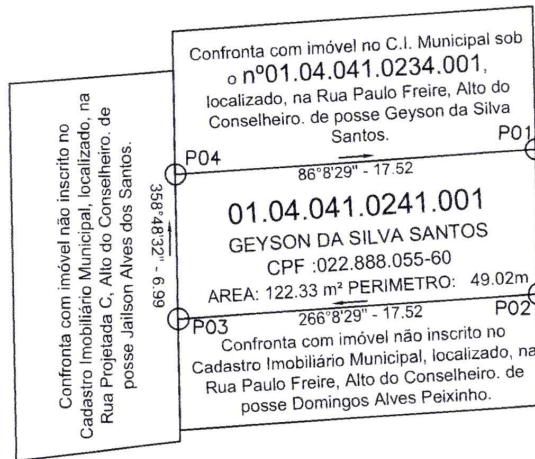 Confronta com imóvel no C.I. Municipal sob
o nº01.04.041.0234.001,
localizado, na Rua Paulo Freire, Alto do
Conselheiro. de posse Geyson da Silva
Santos.
P04
P01
86°8'29" - 17.52
01.04.041.0241.001
GEYSON DA SILVA SANTOS
CPF :022.888.055-60
AREA: 122.33 m² PERIMETRO: 49.02m
266°8'29" - 17.52
P03
P02
358°48'32" - 6.99
Confronta com imóvel não inscrito no
Cadastro Imobiliário Municipal, localizado, na
Rua Projetada C, Alto do Conselheiro. de
posse Jailson Alves dos Santos.
Confronta com imóvel não inscrito no
Cadastro Imobiliário Municipal, localizado, na
Rua Paulo Freire, Alto do Conselheiro. de
posse Domingos Alves Peixinho.